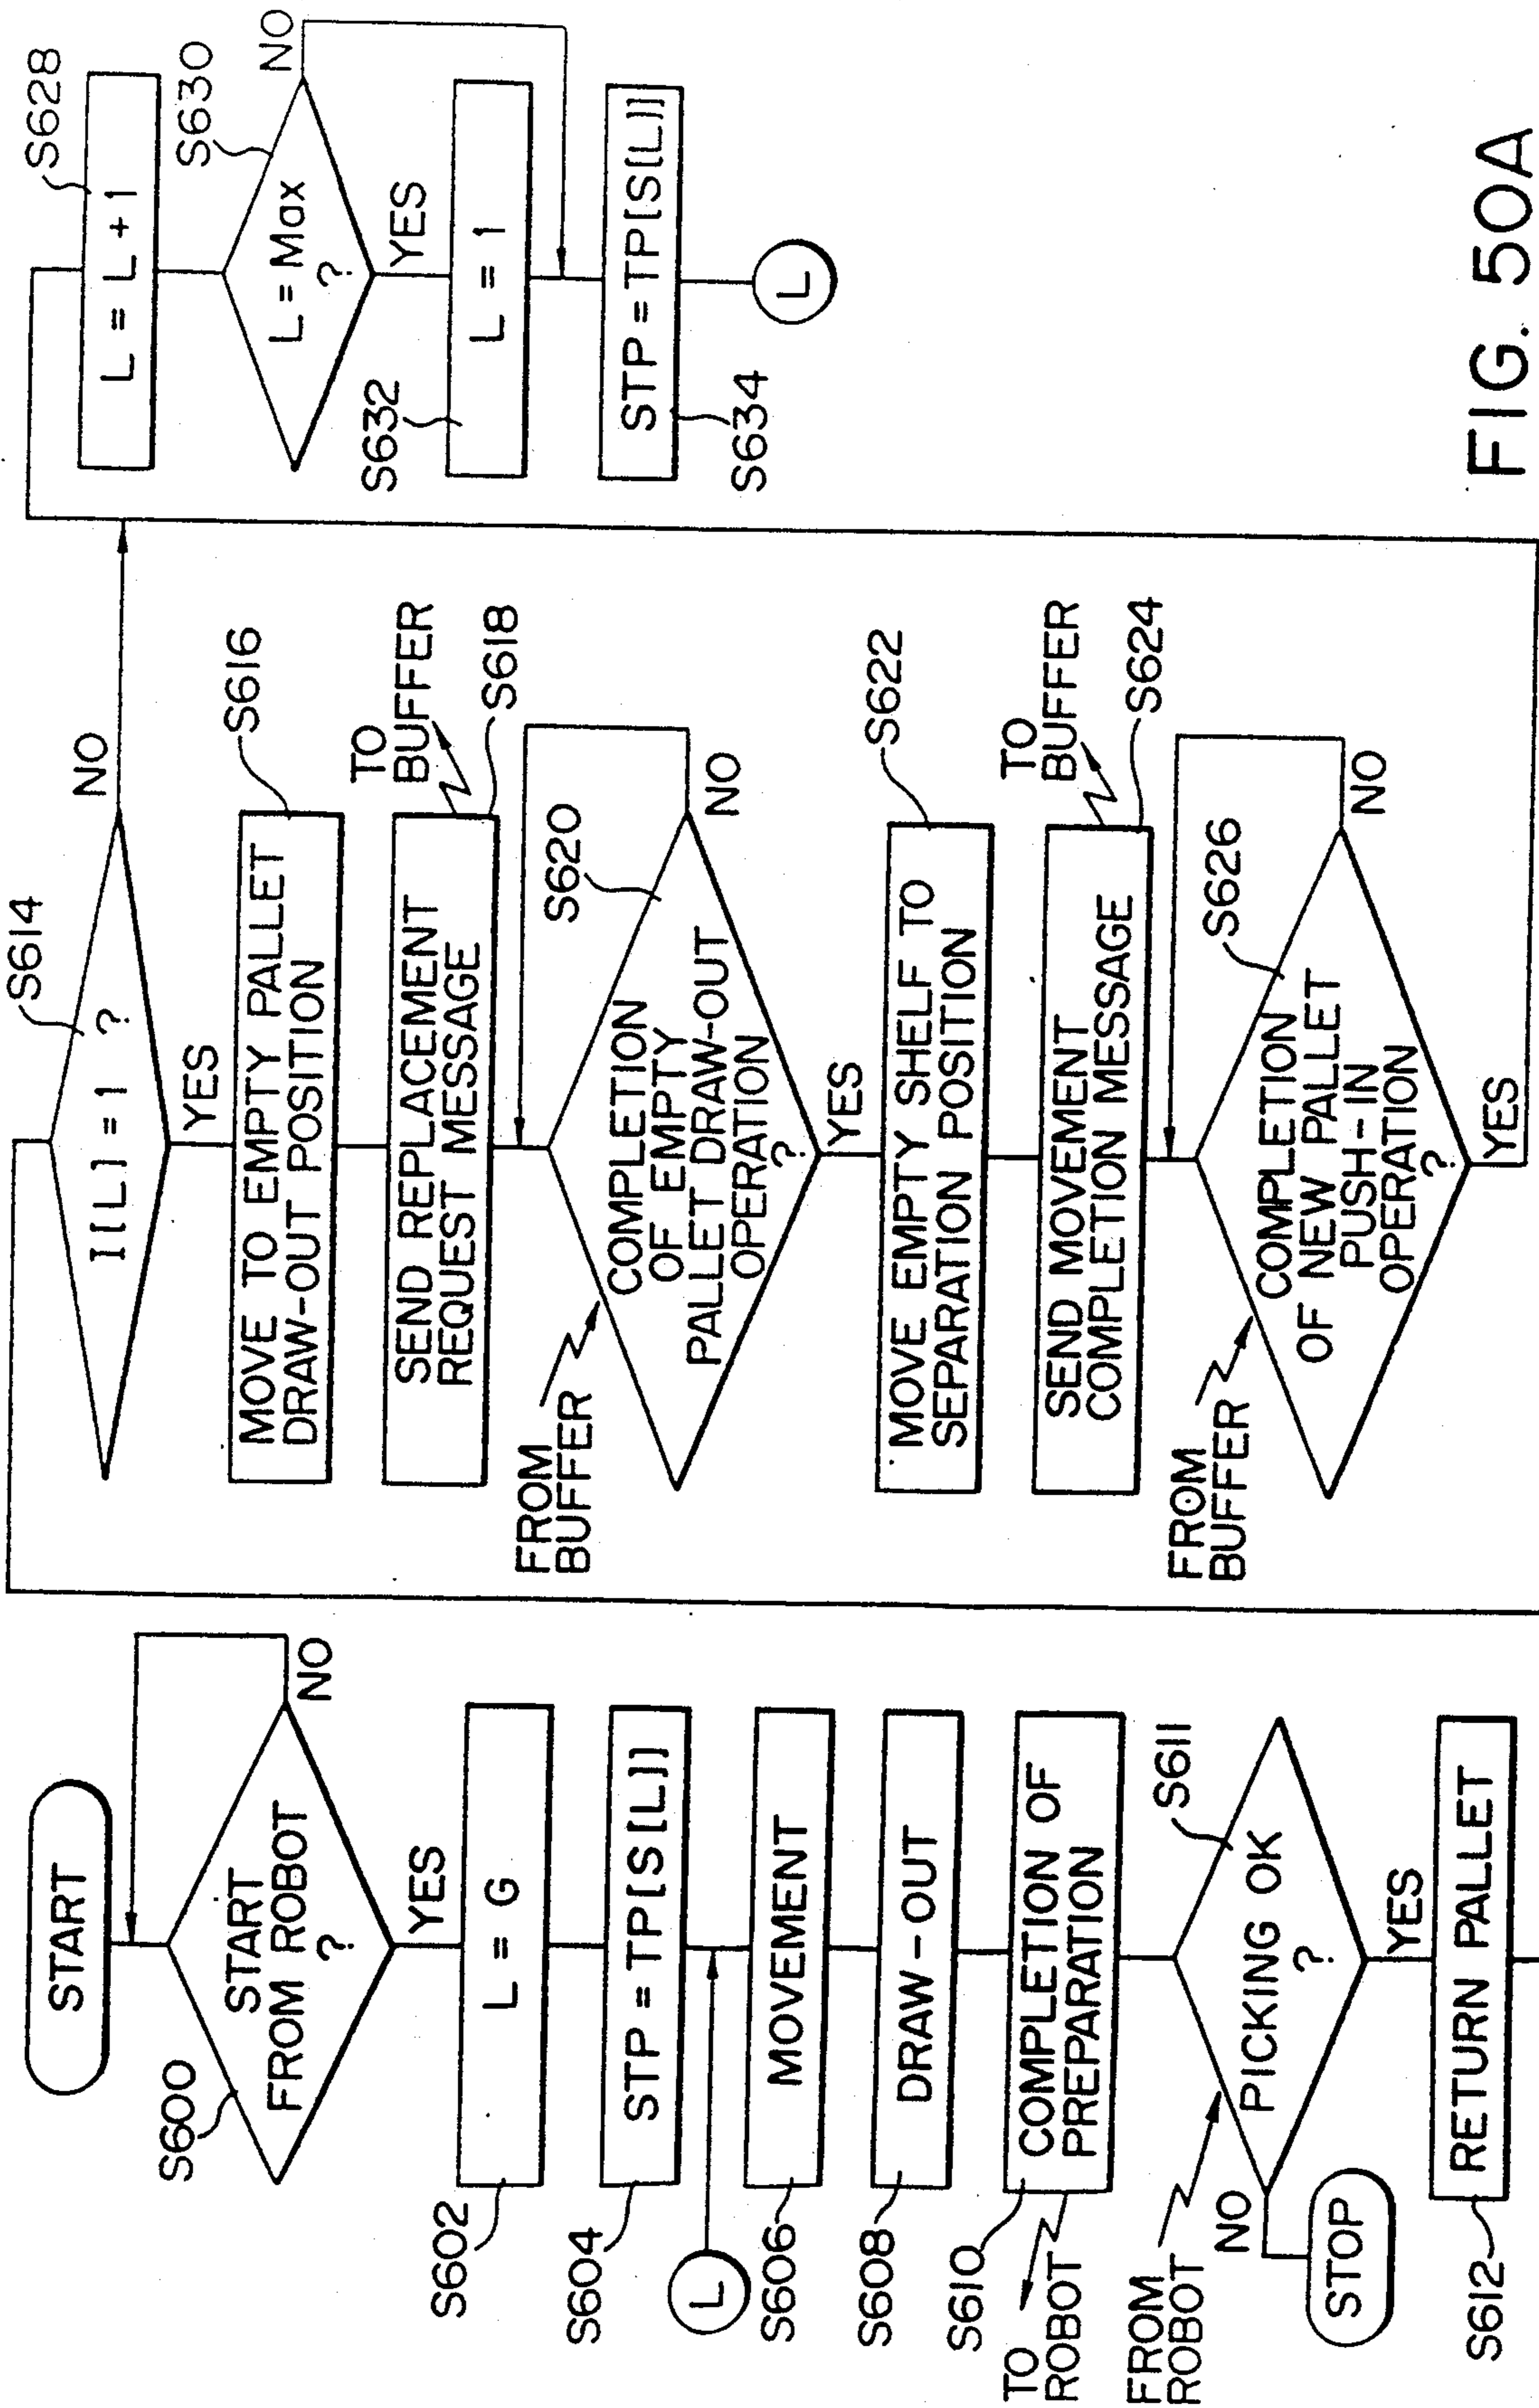 START
S600
START
FROM ROBOT
?
NO
YES
S602
L = G
S604
STP = TP[S[L]]
L
S606
MOVEMENT
S608
DRAW-OUT
S610
COMPLETION OF
PREPARATION
TO
ROBOT
S611
PICKING OK
?
FROM
ROBOT
NO
STOP
YES
S612
RETURN PALLET
S614
I[L] = 1 ?
NO
YES
S616
MOVE TO EMPTY PALLET
DRAW-OUT POSITION
TO
BUFFER
S618
SEND REPLACEMENT
REQUEST MESSAGE
S620
FROM
BUFFER
COMPLETION
OF EMPTY
PALLET DRAW-OUT
OPERATION
?
NO
YES
S622
MOVE EMPTY SHELF TO
SEPARATION POSITION
TO
BUFFER
S624
SEND MOVEMENT
COMPLETION MESSAGE
S626
FROM
BUFFER
COMPLETION
OF NEW PALLET
PUSH-IN
OPERATION
?
NO
YES
S628
L = L + 1
S630
L = Max
?
NO
YES
S632
L = 1
STP = TP[S[L]]
S634
L
FIG. 50A